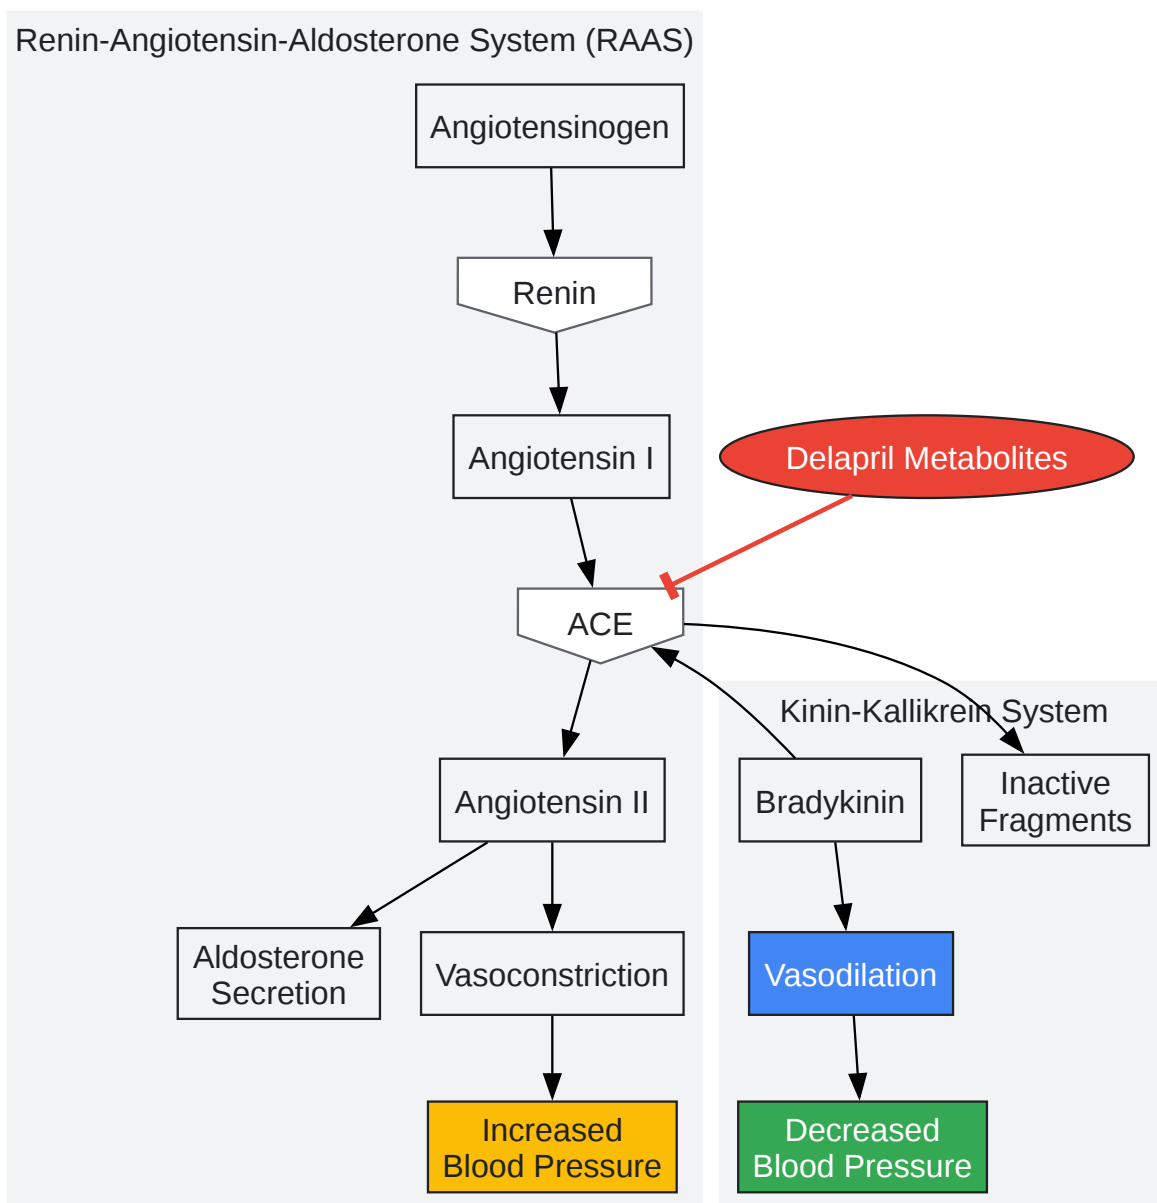 Renin-Angiotensin-Aldosterone System (RAAS)
Angiotensinogen
Renin
Angiotensin I
Delapril Metabolites
ACE
Kinin-Kallikrein System
Angiotensin II
Bradykinin
Inactive
Fragments
Aldosterone
Secretion
Vasoconstriction
Vasodilation
Increased
Blood Pressure
Decreased
Blood Pressure